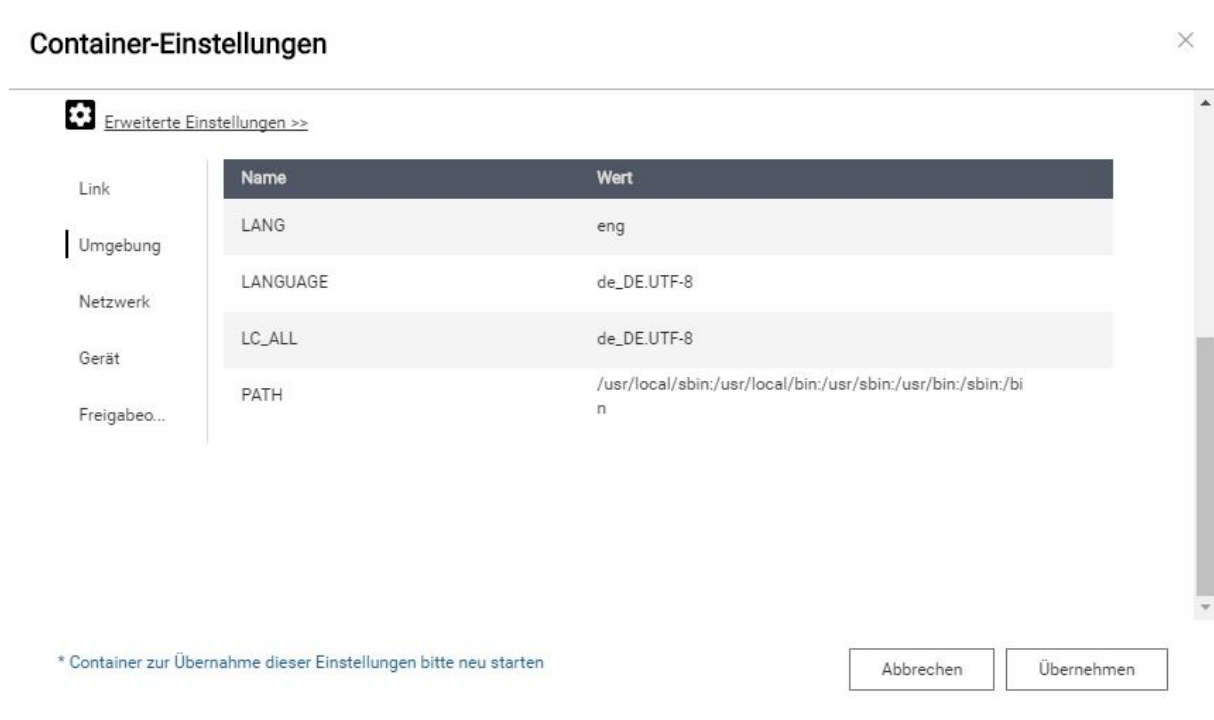 Container-Einstellungen
Erweiterte Einstellungen >>
Link
Umgebung
Netzwerk
Gerät
Freigabeo...
Name Wert
LANG eng
LANGUAGE de_DE.UTF-8
LC_ALL de_DE.UTF-8
PATH /usr/local/sbin:/usr/local/bin:/usr/sbin:/usr/bin:/sbin:/bi
n
* Container zur Übernahme dieser Einstellungen bitte neu starten
Abbrechen Übernehmen